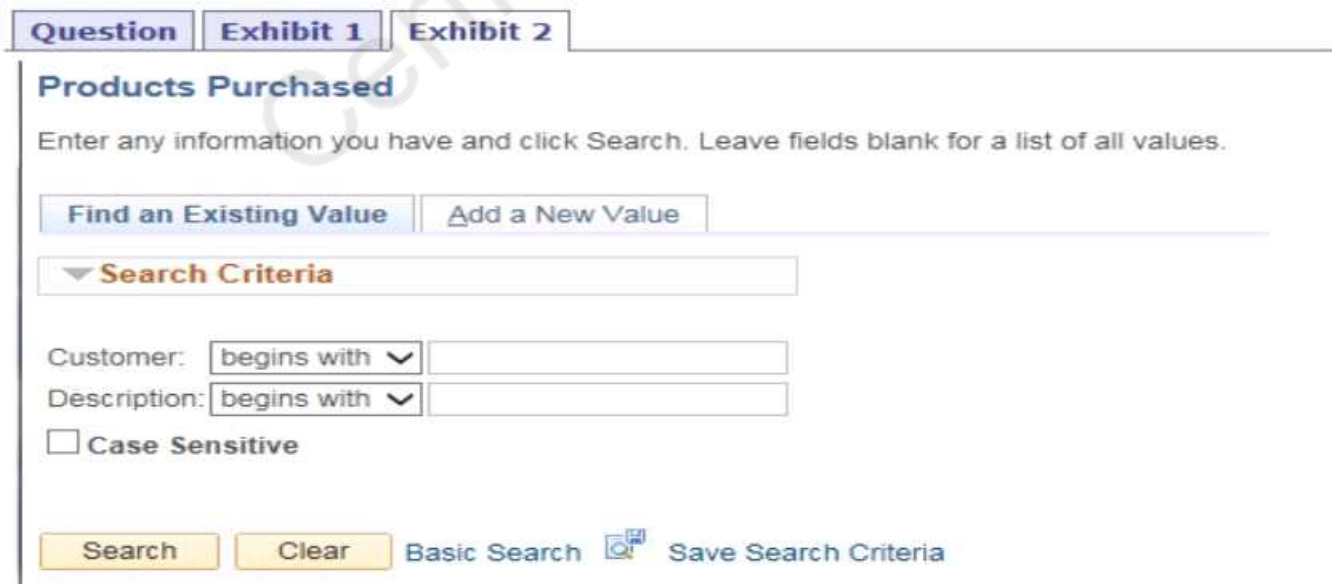 Question Exhibit 1 Exhibit 2
Products Purchased
Enter any information you have and click Search. Leave fields blank for a list of all values.
Find an Existing Value Add a New Value
Search Criteria
Customer: begins with
Description: begins with
Case Sensitive
Search Clear Basic Search Save Search Criteria